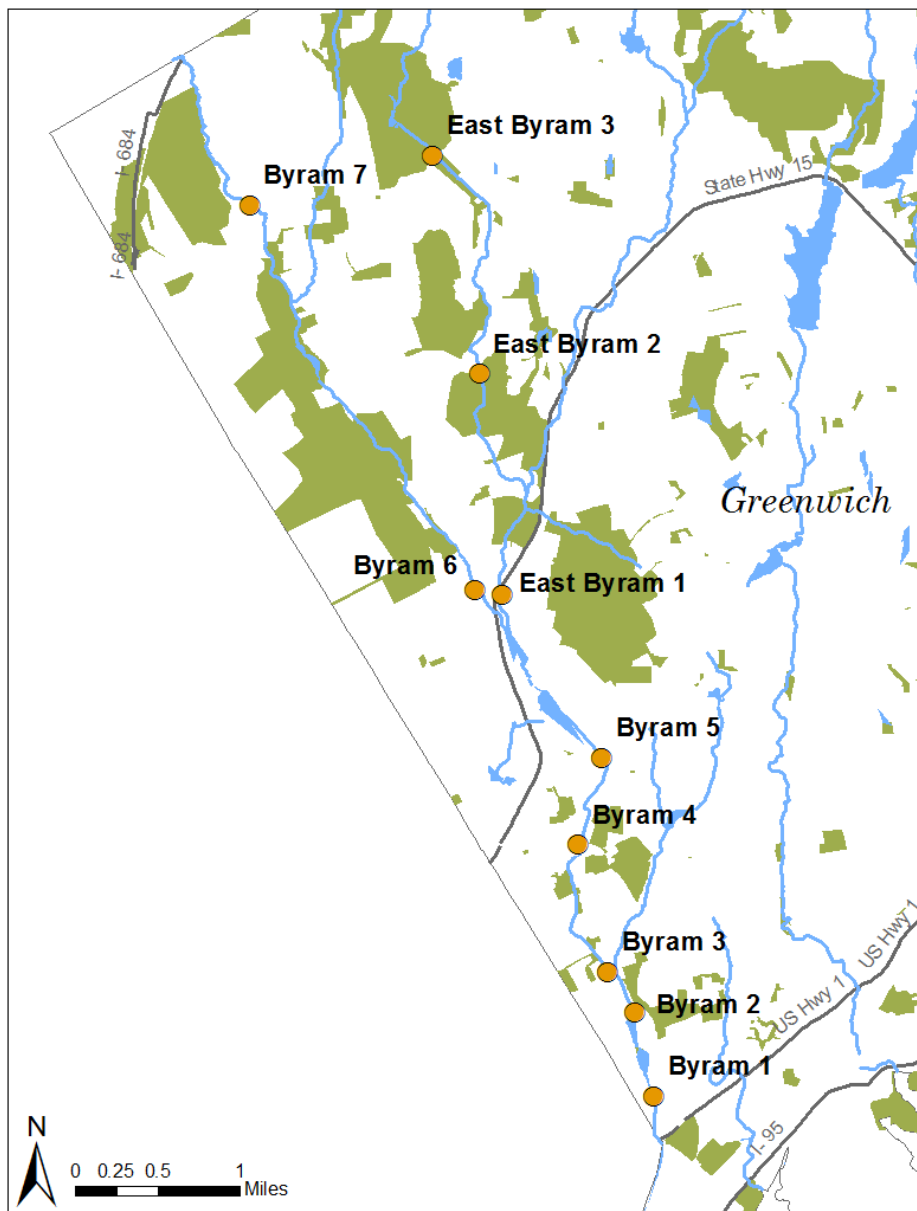 East Byram 3
I- 684
Byram 7
State Hwy 15
I- 684
East Byram 2
Greenwich
Byram 6
East Byram 1
Byram 5
Byram 4
US Hwy 1
Byram 3
US Hwy 1
Byram 2
Byram 1
I- 95
N
0 0.25 0.5 1
Miles